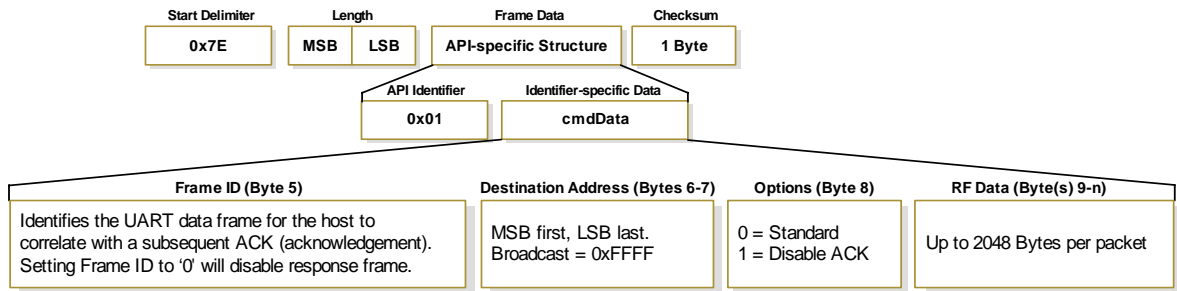 Start Delimiter
Length
Frame Data
Checksum
0x7E
MSB
LSB
API-specific Structure
1 Byte
API Identifier
Identifier-specific Data
0x01
cmdData
Frame ID (Byte 5)
Identifies the UART data frame for the host to
correlate with a subsequent ACK (acknowledgement).
Setting Frame ID to ‘0' will disable response frame.
Destination Address (Bytes 6-7)
MSB first, LSB last.
Broadcast = 0xFFFF
Options (Byte 8)
0 = Standard
1 = Disable ACK
RF Data (Byte(s) 9-n)
Up to 2048 Bytes per packet